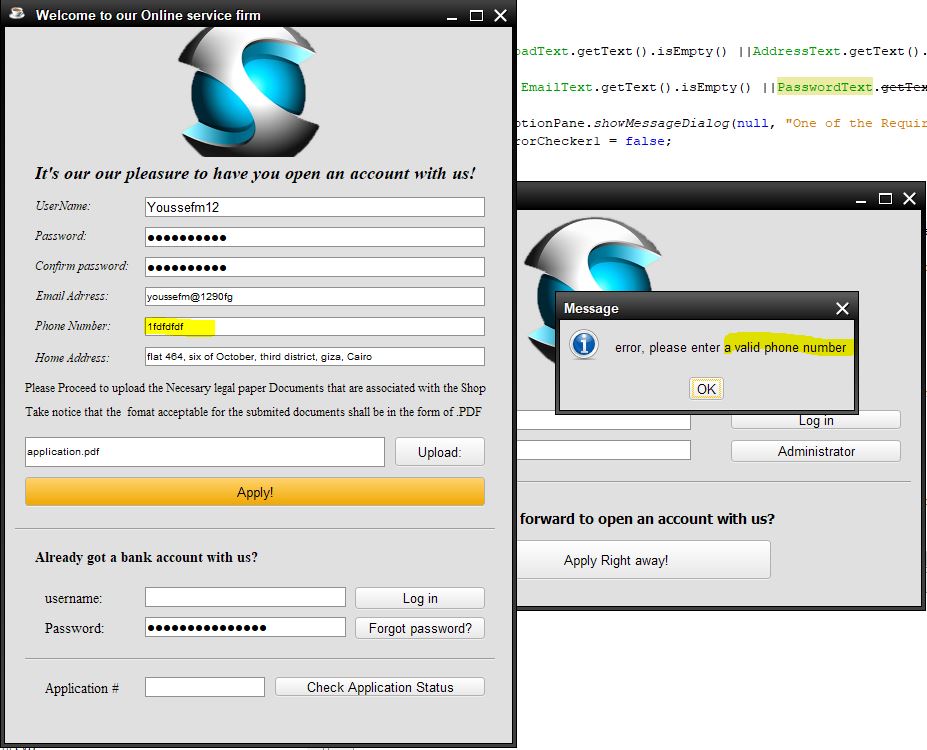 Welcome to our Online service firm
It's our our pleasure to have you open an account with us!
UserName: Youssefm12
Password: ●●●●●●●●●●
Confirm password: ●●●●●●●●●●
Email Adrress: youssefm@1290fg
Phone Number: 1fdfdfdf
Home Address: flat 464, six of October, third district, giza, Cairo
Please Proceed to upload the Necesary legal paper Documents that are associated with the Shop
Take notice that the fomat acceptable for the submited documents shall be in the form of .PDF
application.pdf Upload:
Apply!
Already got a bank account with us?
username: Log in
Password: ●●●●●●●●●●●●●●● Forgot password?
Application # Check Application Status
oadText.getText().isEmpty() ||AddressText.getText().
EmailText.getText().isEmpty() ||PasswordText.getTex
ptionPane.showMessageDialog(null, "One of the Requir
rorChecker1 = false;
Message
error, please enter a valid phone number
OK
Log in
Administrator
forward to open an account with us?
Apply Right away!